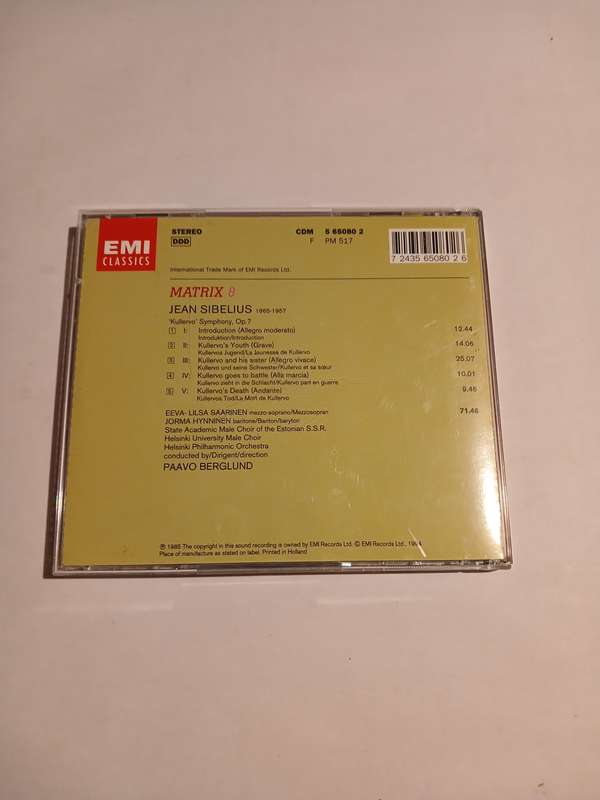 EMI
CLASSICS
STEREO
DDD
CDM 5 65080 2
F PM 517
7 2435 65080 2 6
International Trade Mark of EMI Records Ltd.
MATRIX 8
JEAN SIBELIUS 1865-1957
'Kullervo' Symphony, Op.7
1 I: Introduction (Allegro moderato) 12.44
Introduktion/Introduction
2 II: Kullervo's Youth (Grave) 14.06
Kullervos Jugend/La Jeunesse de Kullervo
3 III: Kullervo and his sister (Allegro vivace) 25.07
Kullervo und seine Schwester/Kullervo et sa sœur
4 IV: Kullervo goes to battle (Alla marcia) 10.01
Kullervo zieht in die Schlacht/Kullervo part en guerre
5 V: Kullervo's Death (Andante) 9.46
Kullervos Tod/La Mort de Kullervo
EEVA- LIISA SAARINEN mezzo-soprano/Mezzosopran 71.46
JORMA HYNNINEN baritone/Bariton/baryton
State Academic Male Choir of the Estonian S.S.R.
Helsinki University Male Choir
Helsinki Philharmonic Orchestra
conducted by/Dirigent/direction
PAAVO BERGLUND
℗ 1985 The copyright in this sound recording is owned by EMI Records Ltd. © EMI Records Ltd., 1994
Place of manufacture as stated on label. Printed in Holland